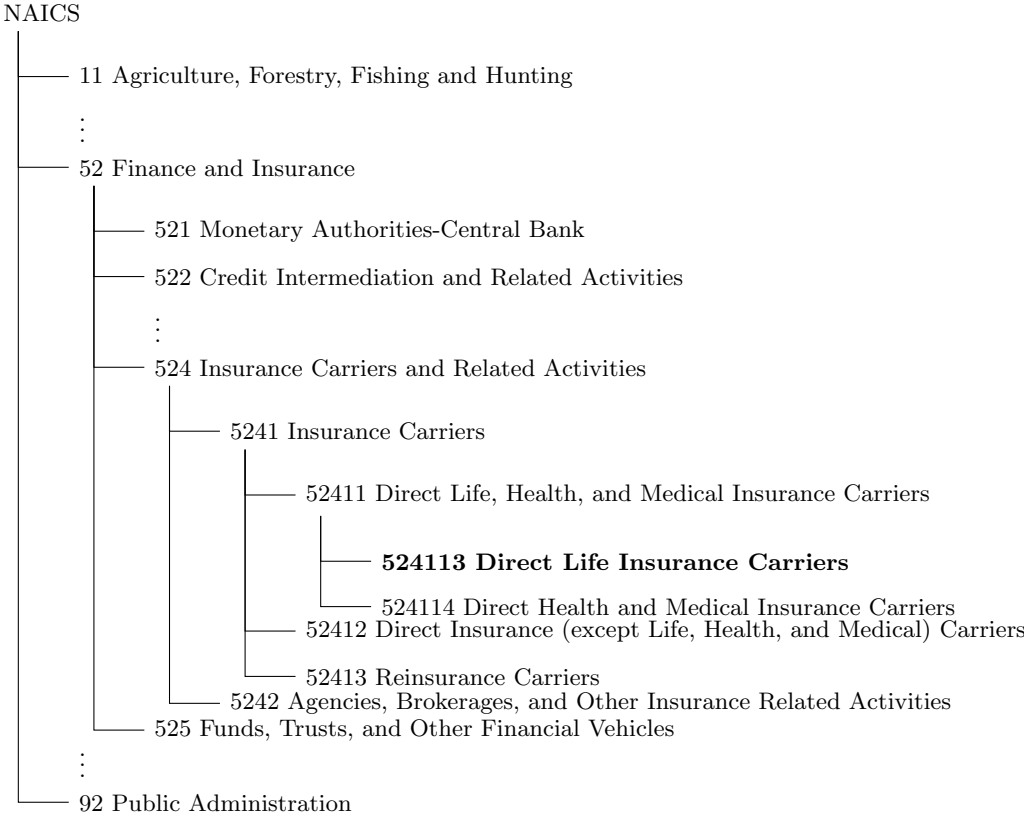 NAICS
11 Agriculture, Forestry, Fishing and Hunting
⋮
52 Finance and Insurance
521 Monetary Authorities-Central Bank
522 Credit Intermediation and Related Activities
⋮
524 Insurance Carriers and Related Activities
5241 Insurance Carriers
52411 Direct Life, Health, and Medical Insurance Carriers
524113 Direct Life Insurance Carriers
524114 Direct Health and Medical Insurance Carriers
52412 Direct Insurance (except Life, Health, and Medical) Carriers
52413 Reinsurance Carriers
5242 Agencies, Brokerages, and Other Insurance Related Activities
525 Funds, Trusts, and Other Financial Vehicles
⋮
92 Public Administration